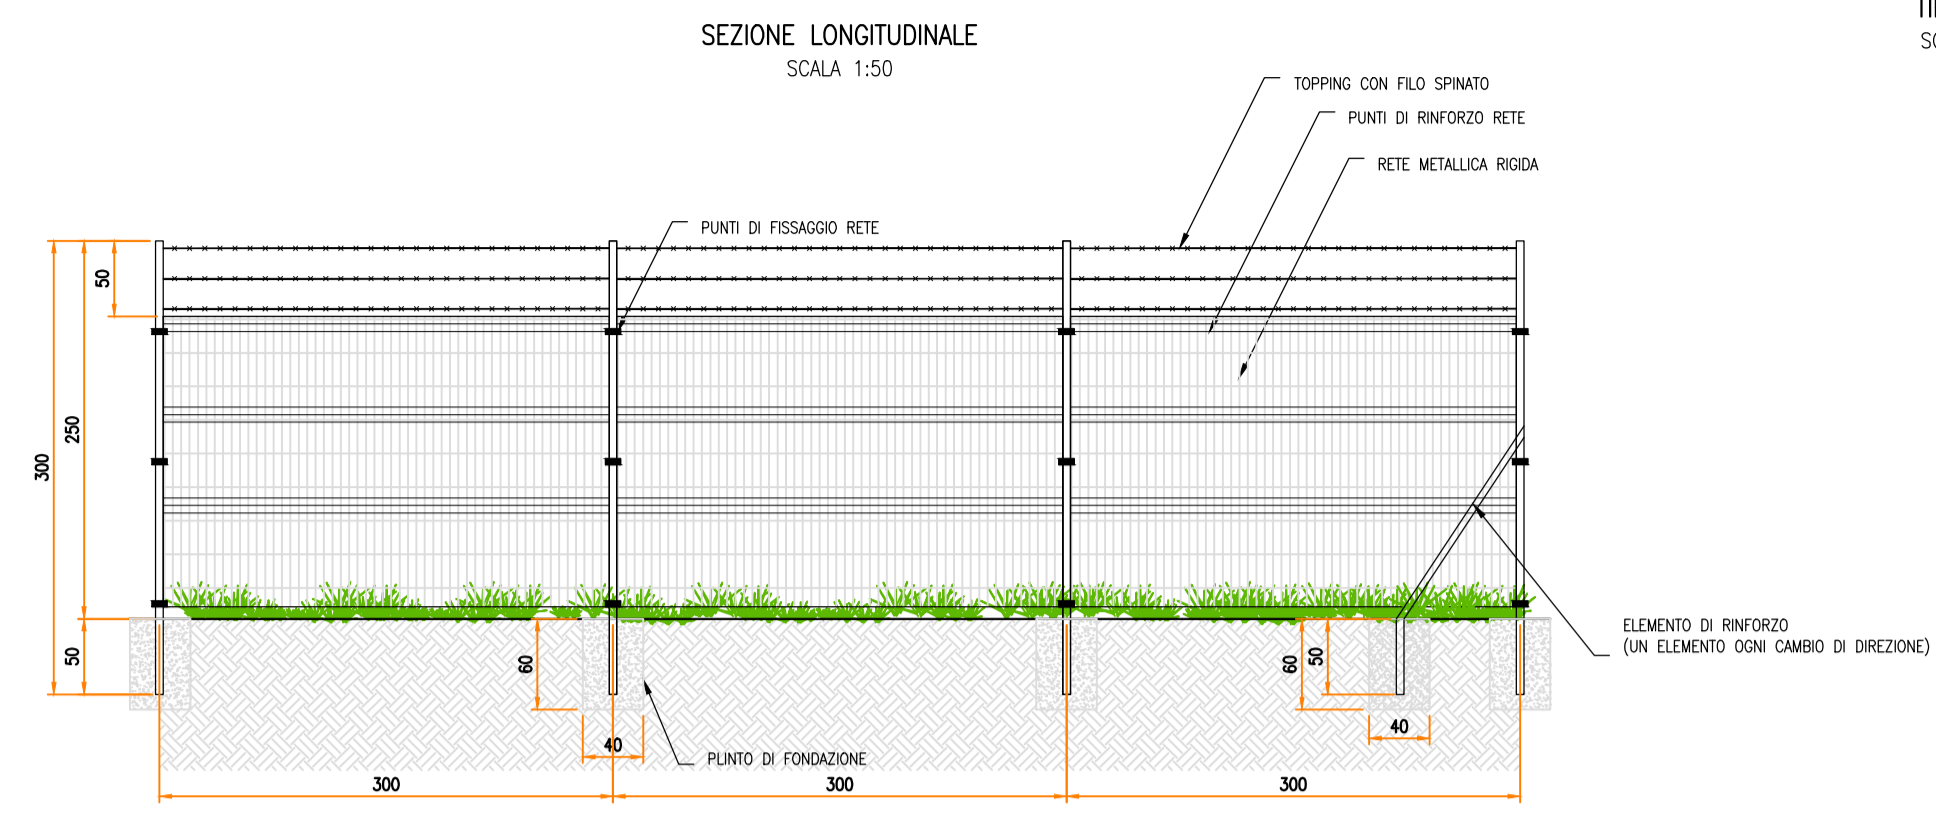 SEZIONE LONGITUDINALE
SCALA 1:50
TOPPING CON FILO SPINATO
PUNTI DI RINFORZO RETE
RETE METALLICA RIGIDA
PUNTI DI FISSAGGIO RETE
50
250
300
50
60
40
60
50
40
ELEMENTO DI RINFORZO
(UN ELEMENTO OGNI CAMBIO DI DIREZIONE)
PLINTO DI FONDAZIONE
300
300
300